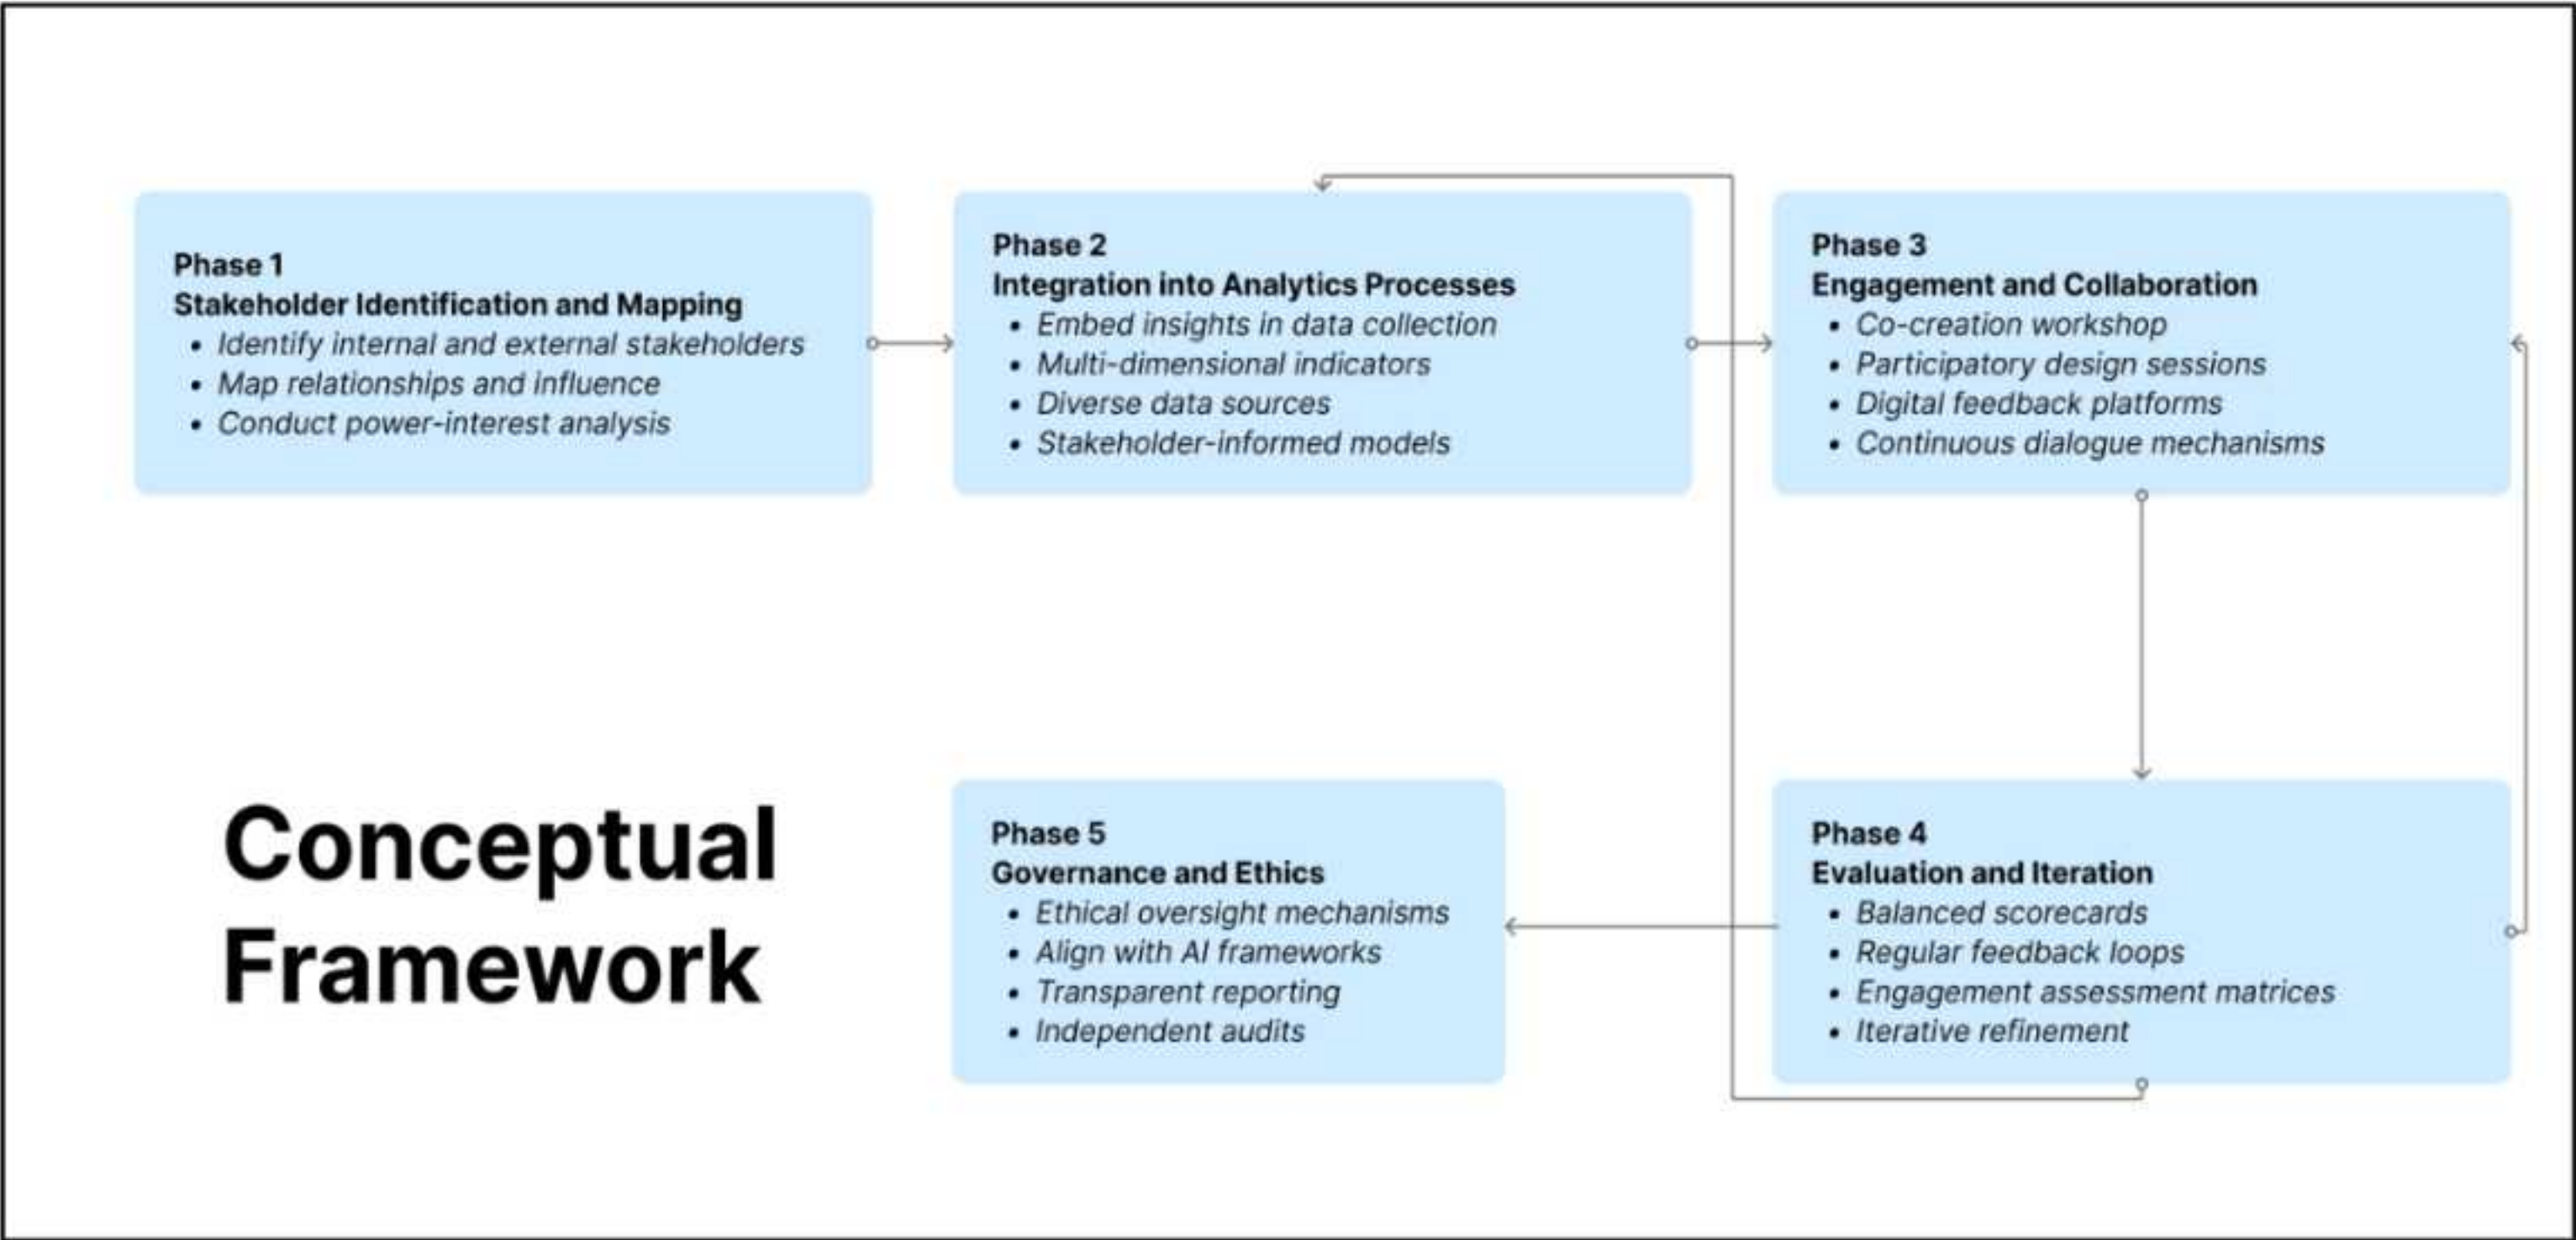 Phase 1
Stakeholder Identification and Mapping
• Identify internal and external stakeholders
• Map relationships and influence
• Conduct power-interest analysis
Phase 2
Integration into Analytics Processes
• Embed insights in data collection
• Multi-dimensional indicators
• Diverse data sources
• Stakeholder-informed models
Phase 3
Engagement and Collaboration
• Co-creation workshop
• Participatory design sessions
• Digital feedback platforms
• Continuous dialogue mechanisms
Conceptual
Framework
Phase 5
Governance and Ethics
• Ethical oversight mechanisms
• Align with AI frameworks
• Transparent reporting
• Independent audits
Phase 4
Evaluation and Iteration
• Balanced scorecards
• Regular feedback loops
• Engagement assessment matrices
• Iterative refinement